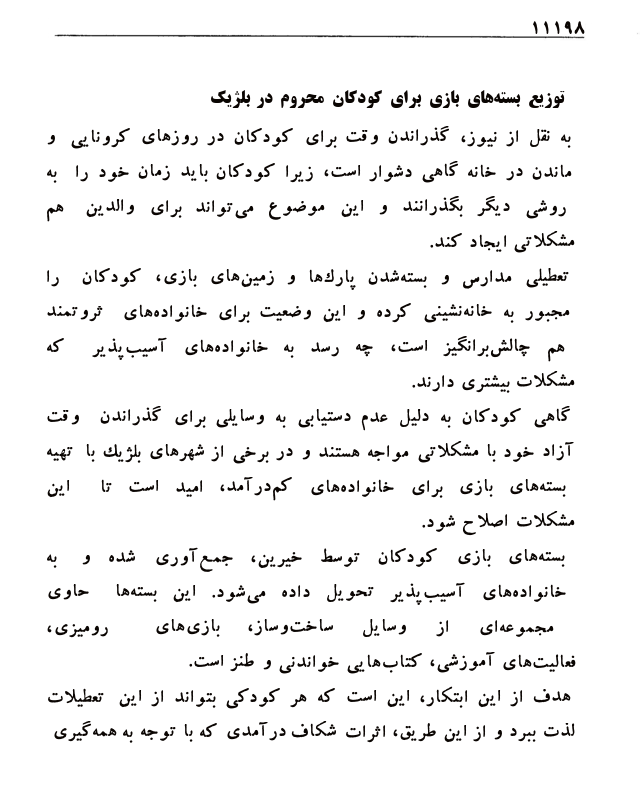 ۱۱۱۹۸
توزیع بسته‌های بازی برای کودکان محروم در بلژیک
به نقل از نیوز، گذراندن وقت برای کودکان در روزهای کرونایی و
ماندن در خانه گاهی دشوار است، زیرا کودکان باید زمان خود را به
روشی دیگر بگذرانند و این موضوع می‌تواند برای والدین هم
مشکلاتی ایجاد کند.
تعطیلی مدارس و بسته‌شدن پارك‌ها و زمین‌های بازی، کودکان را
مجبور به خانه‌نشینی کرده و این وضعیت برای خانواده‌های ثروتمند
هم چالش‌برانگیز است، چه رسد به خانواده‌های آسیب‌پذیر که
مشکلات بیشتری دارند.
گاهی کودکان به دلیل عدم دستیابی به وسایلی برای گذراندن وقت
آزاد خود با مشکلاتی مواجه هستند و در برخی از شهرهای بلژيك با تهیه
بسته‌های بازی برای خانواده‌های کم‌درآمد، امید است تا این
مشکلات اصلاح شود.
بسته‌های بازی کودکان توسط خیرین، جمع‌آوری شده و به
خانواده‌های آسیب‌پذیر تحویل داده می‌شود. این بسته‌ها حاوی
مجموعه‌ای از وسایل ساخت‌وساز، بازی‌های رومیزی،
فعالیت‌های آموزشی، کتاب‌هایی خواندنی و طنز است.
هدف از این ابتکار، این است که هر کودکی بتواند از این تعطیلات
لذت ببرد و از این طریق، اثرات شکاف درآمدی که با توجه به همه‌گیری